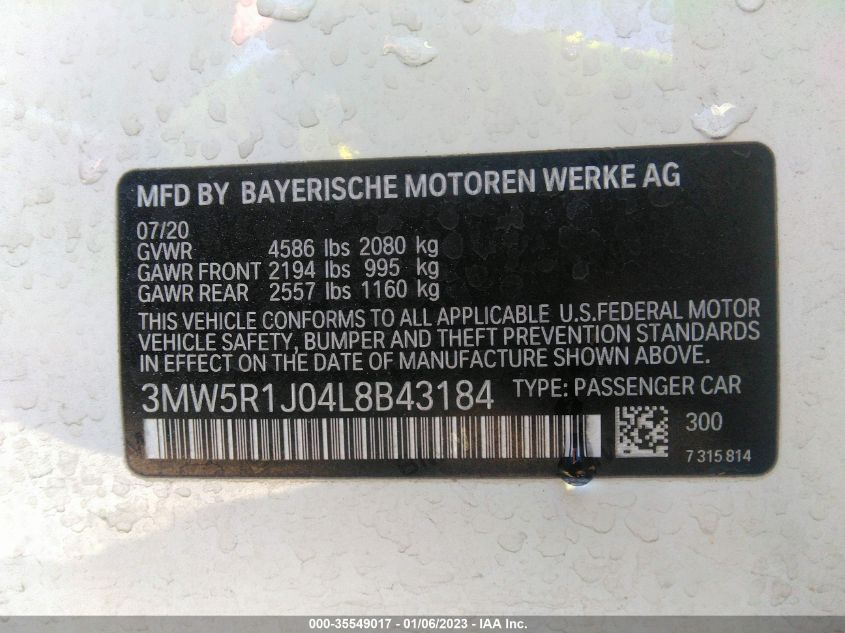 MFD BY BAYERISCHE MOTOREN WERKE AG
07/20
GVWR 4586 lbs 2080 kg
GAWR FRONT 2194 lbs 995 kg
GAWR REAR 2557 lbs 1160 kg
THIS VEHICLE CONFORMS TO ALL APPLICABLE U.S.FEDERAL MOTOR
VEHICLE SAFETY, BUMPER AND THEFT PREVENTION STANDARDS
IN EFFECT ON THE DATE OF MANUFACTURE SHOWN ABOVE.
3MW5R1J04L8B43184 TYPE: PASSENGER CAR
300
7 315 814
000-35549017 - 01/06/2023 - IAA Inc.